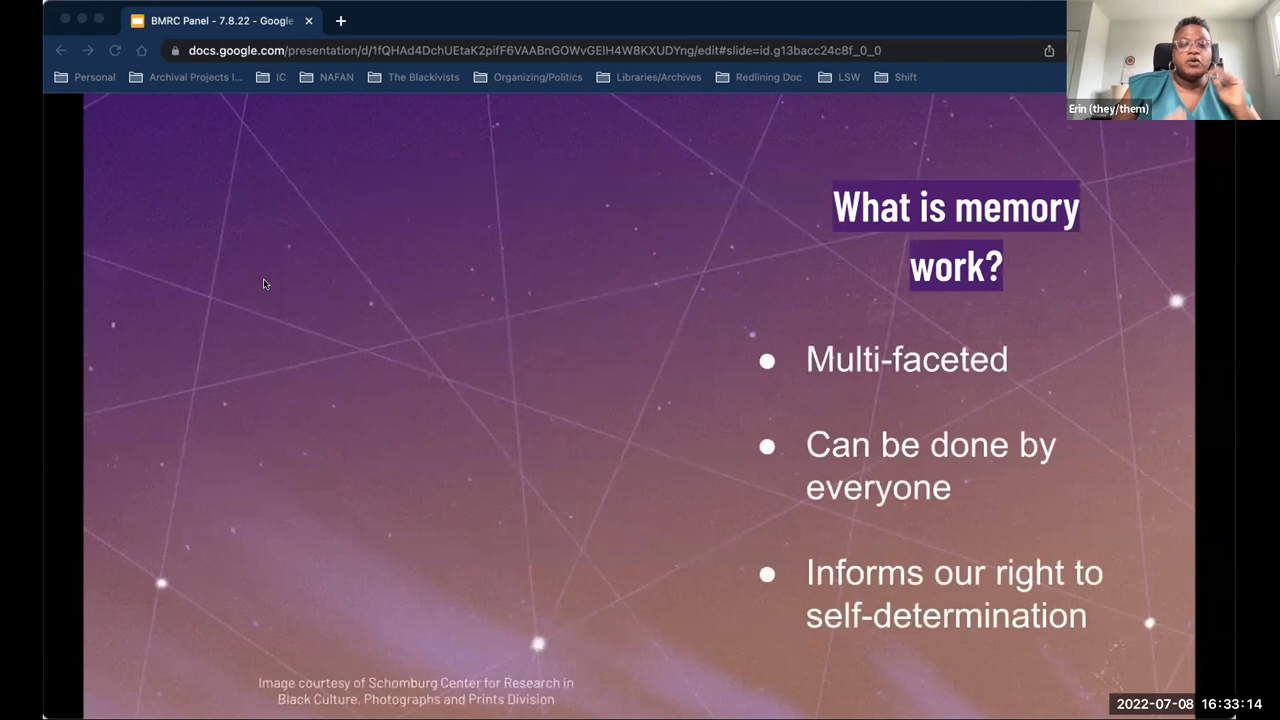 BMRC Panel - 7.8.22 - Google
docs.google.com/presentation/d/1fQHAd4DchUEtaK2pifF6VAABnGOWvGElH4W8KXUDYng/edit#slide=id.g13bacc24c8f_0_0
Personal Archival Projects I... IC NAFAN The Blackivists Organizing/Politics Libraries/Archives Redlining Doc LSW Shift
Erin (they/them)
What is memory
work?
● Multi-faceted
● Can be done by
everyone
● Informs our right to
self-determination
Image courtesy of Schomburg Center for Research in
Black Culture, Photographs and Prints Division
2022-07-08 16:33:14